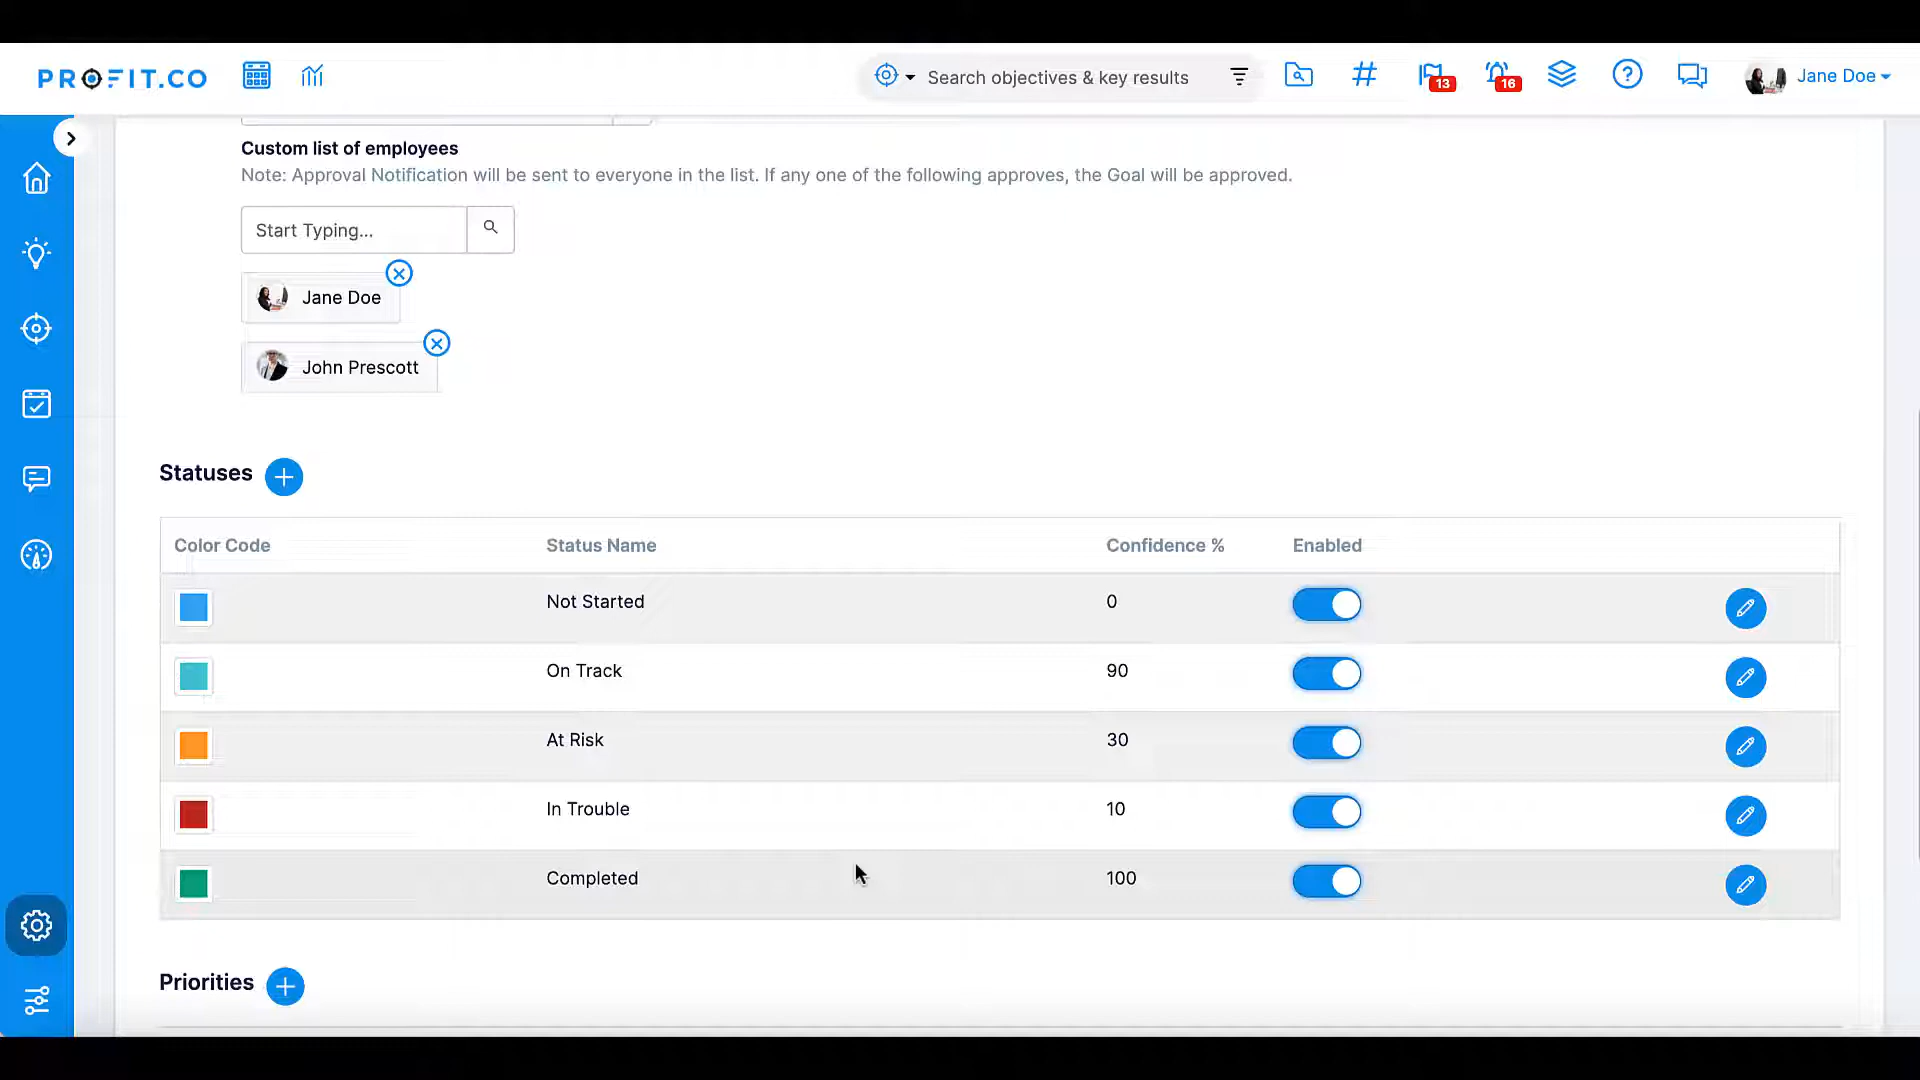 PROFIT.CO
Search objectives & key results
13
16
Jane Doe
Custom list of employees
Note: Approval Notification will be sent to everyone in the list. If any one of the following approves, the Goal will be approved.
Start Typing...
Jane Doe
John Prescott
Statuses
Color Code Status Name Confidence % Enabled
Not Started 0
On Track 90
At Risk 30
In Trouble 10
Completed 100
Priorities